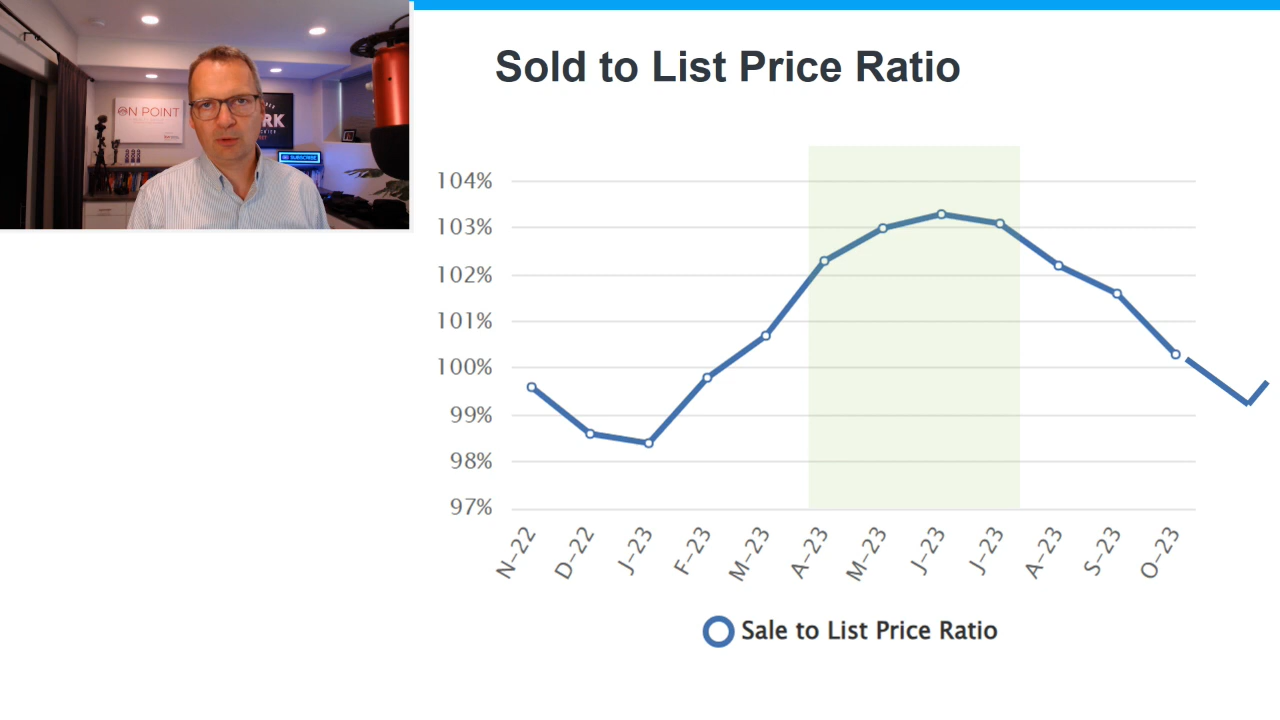 Sold to List Price Ratio
ON POINT
RK
SUBSCRIBE
104%
103%
102%
101%
100%
99%
98%
97%
N-22
D-22
J-23
F-23
M-23
A-23
M-23
J-23
J-23
A-23
S-23
O-23
Sale to List Price Ratio